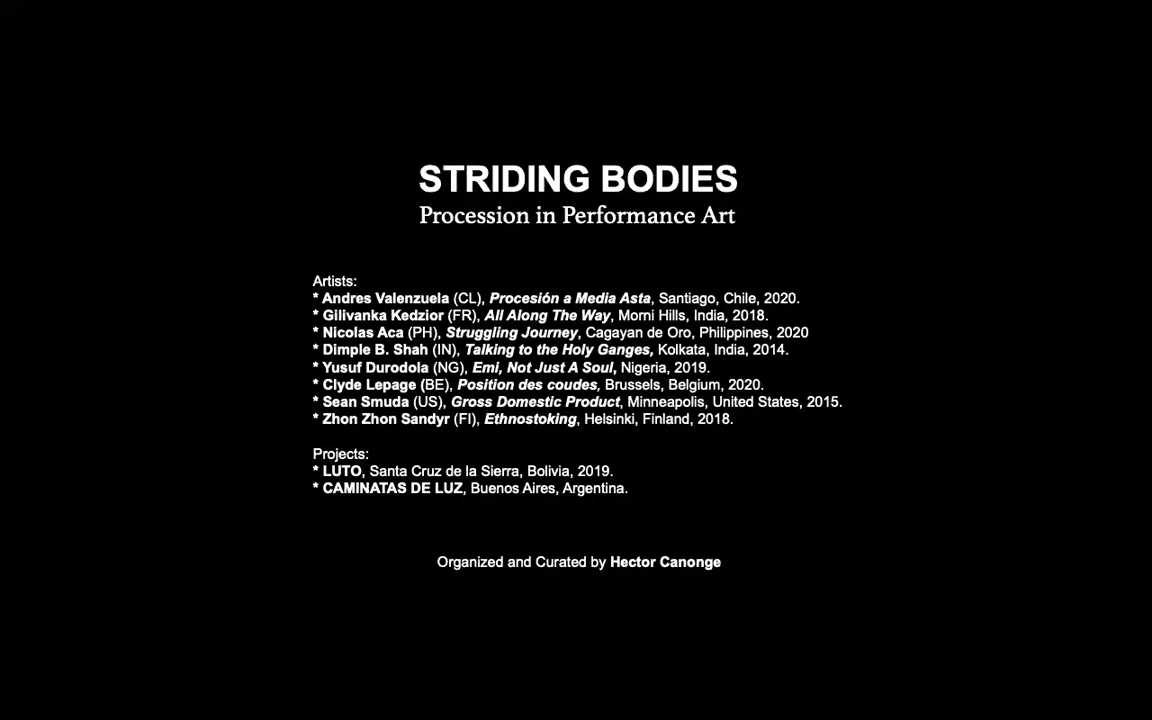 STRIDING BODIES
Procession in Performance Art
Artists:
* Andres Valenzuela (CL), Procesión a Media Asta, Santiago, Chile, 2020.
* Gilivanka Kedzior (FR), All Along The Way, Morni Hills, India, 2018.
* Nicolas Aca (PH), Struggling Journey, Cagayan de Oro, Philippines, 2020
* Dimple B. Shah (IN), Talking to the Holy Ganges, Kolkata, India, 2014.
* Yusuf Durodola (NG), Emi, Not Just A Soul, Nigeria, 2019.
* Clyde Lepage (BE), Position des coudes, Brussels, Belgium, 2020.
* Sean Smuda (US), Gross Domestic Product, Minneapolis, United States, 2015.
* Zhon Zhon Sandyr (FI), Ethnostoking, Helsinki, Finland, 2018.
Projects:
* LUTO, Santa Cruz de la Sierra, Bolivia, 2019.
* CAMINATAS DE LUZ, Buenos Aires, Argentina.
Organized and Curated by Hector Canonge